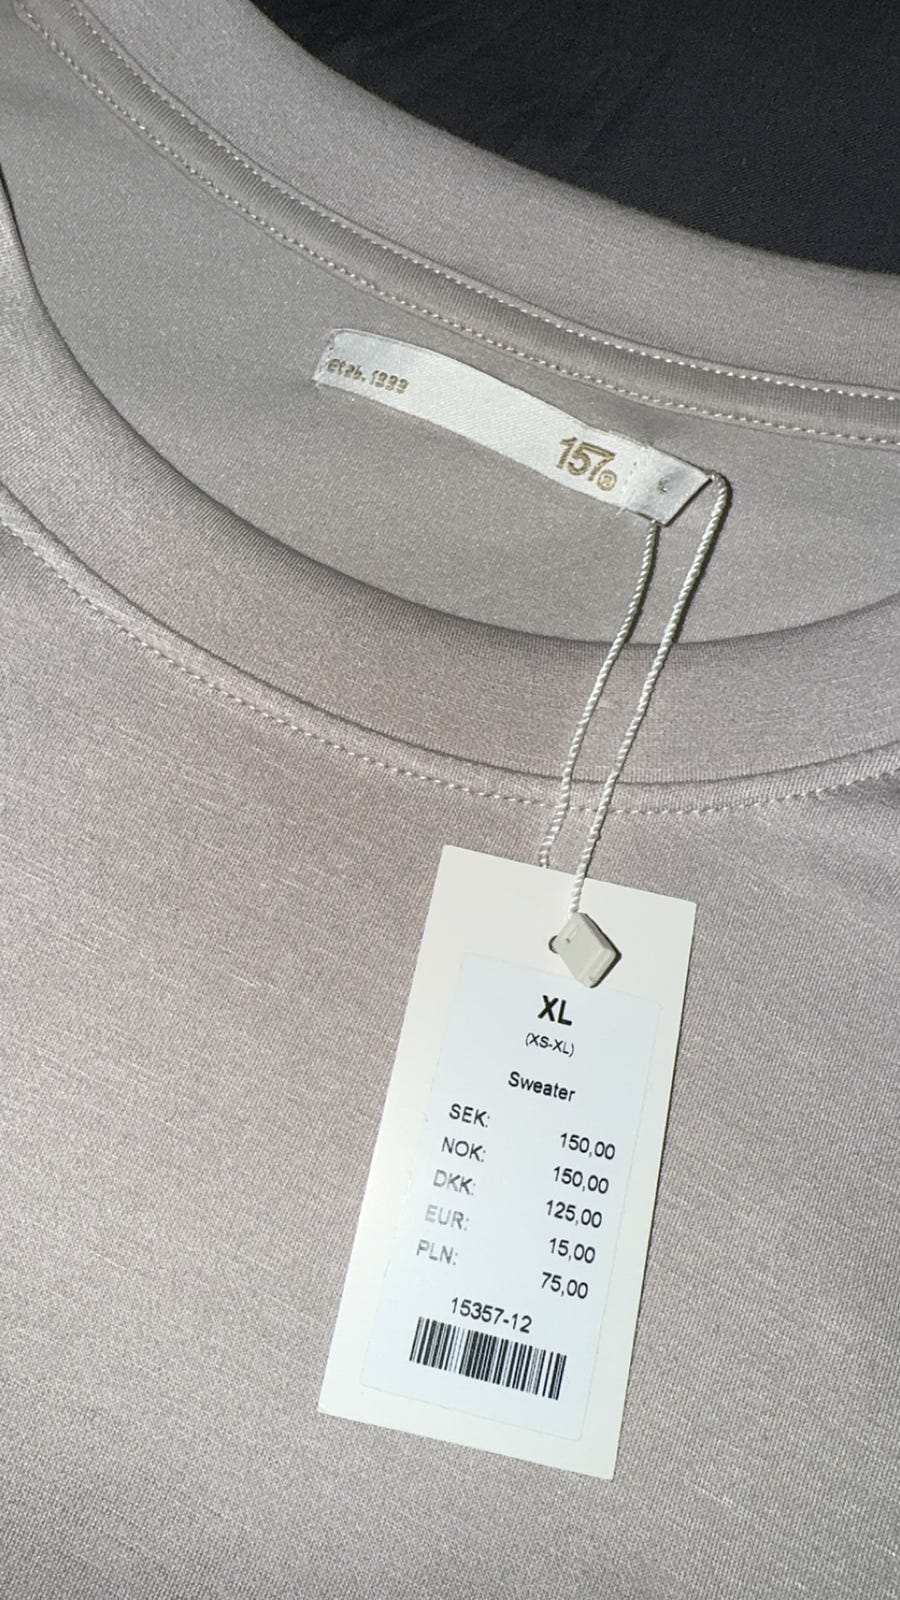 etab. 1999
157
L
XL
(XS-XL)
Sweater
SEK: 150,00
NOK: 150,00
DKK: 125,00
EUR: 15,00
PLN: 75,00
15357-12